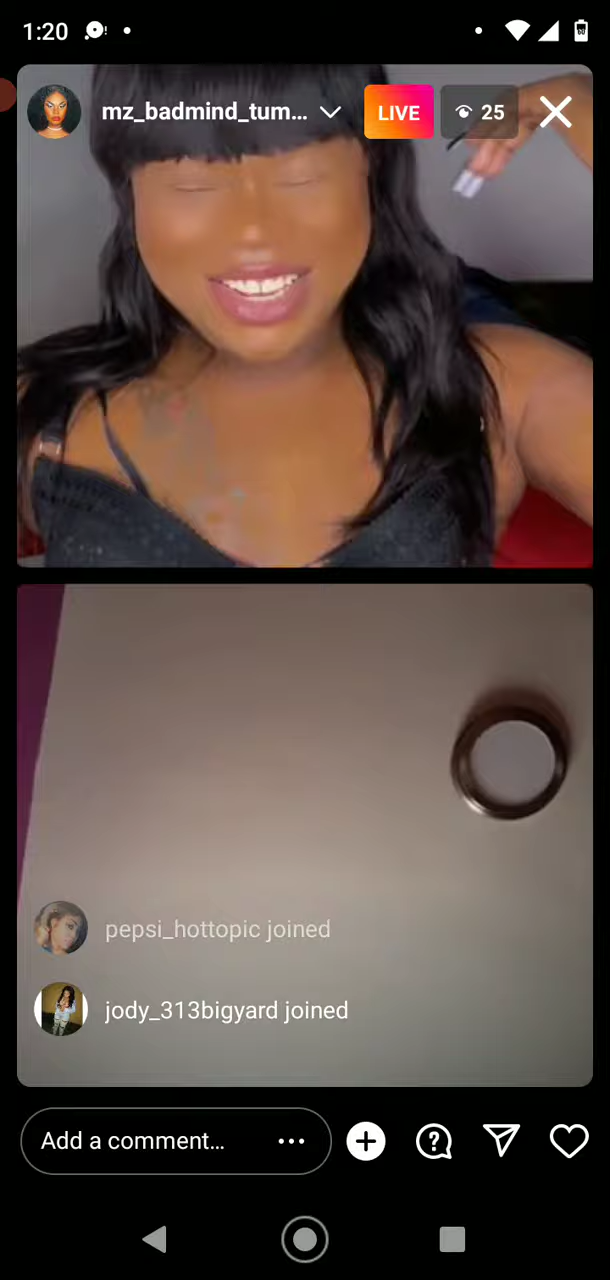 1:20
mz_badmind_tum... LIVE 25
pepsi_hottopic joined
jody_313bigyard joined
Add a comment...